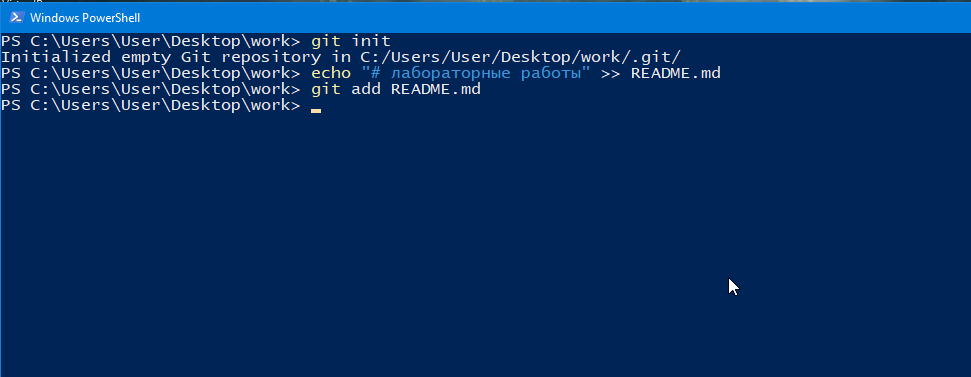 Windows PowerShell
PS C:\Users\User\Desktop\work> git init
Initialized empty Git repository in C:/Users/User/Desktop/work/.git/
PS C:\Users\User\Desktop\work> echo "# лабораторные работы" >> README.md
PS C:\Users\User\Desktop\work> git add README.md
PS C:\Users\User\Desktop\work>